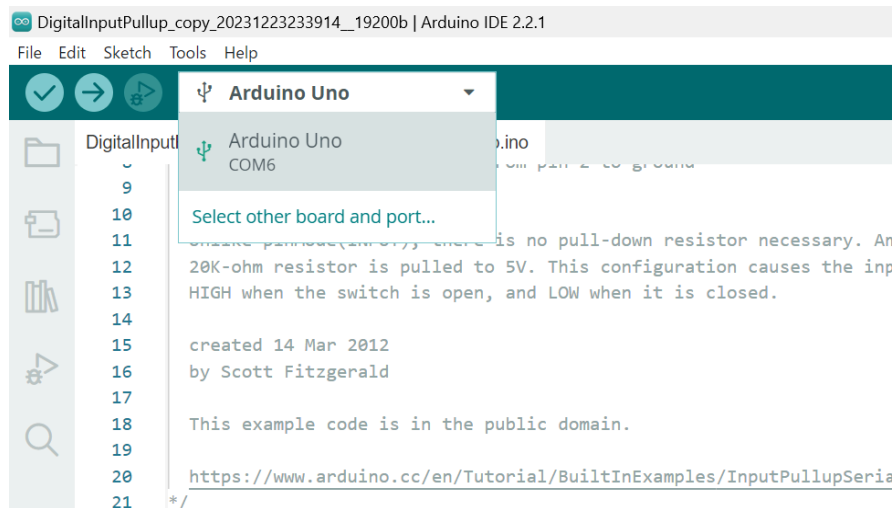 DigitalInputPullup_copy_20231223233914__19200b | Arduino IDE 2.2.1
File Edit Sketch Tools Help
Arduino Uno
DigitalInput
.ino
Arduino Uno
COM6
Select other board and port...
pin 2 to ground
9
10
11 is no pull-down resistor necessary.
12 20K-ohm resistor is pulled to 5V. This configuration causes the
13 HIGH when the switch is open, and LOW when it is closed.
14
15 created 14 Mar 2012
16 by Scott Fitzgerald
17
18 This example code is in the public domain.
19
20 https://www.arduino.cc/en/Tutorial/BuiltInExamples/InputPullupSeria
21 */